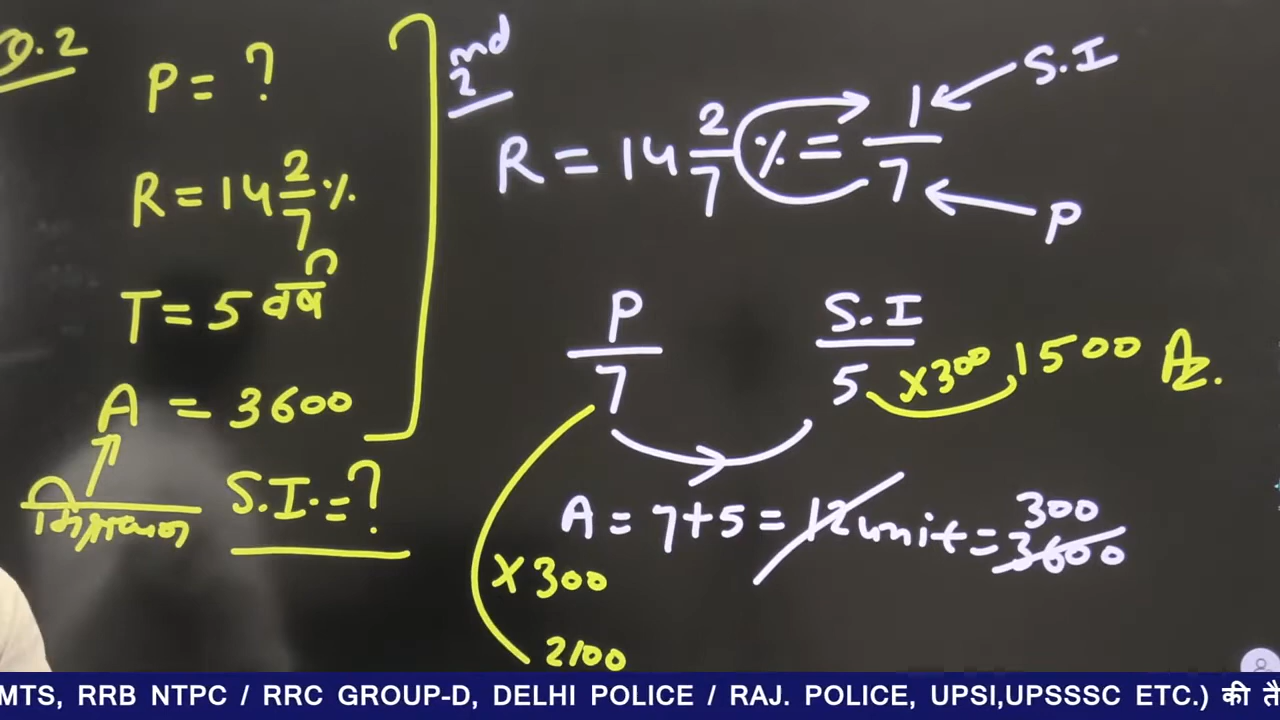 Q.2
P = ?
R = 14 2/7 %
T = 5 वर्ष
A = 3600
मिश्रधन
S.I. = ?
2nd
R = 14 2/7 % = 1/7
S.I
P
P
7
S.I
5 ×300 1500 Az.
A = 7+5 = 12 unit = 3600
300
×300
2100
MTS, RRB NTPC / RRC GROUP-D, DELHI POLICE / RAJ. POLICE, UPSI,UPSSSC ETC.) की तै